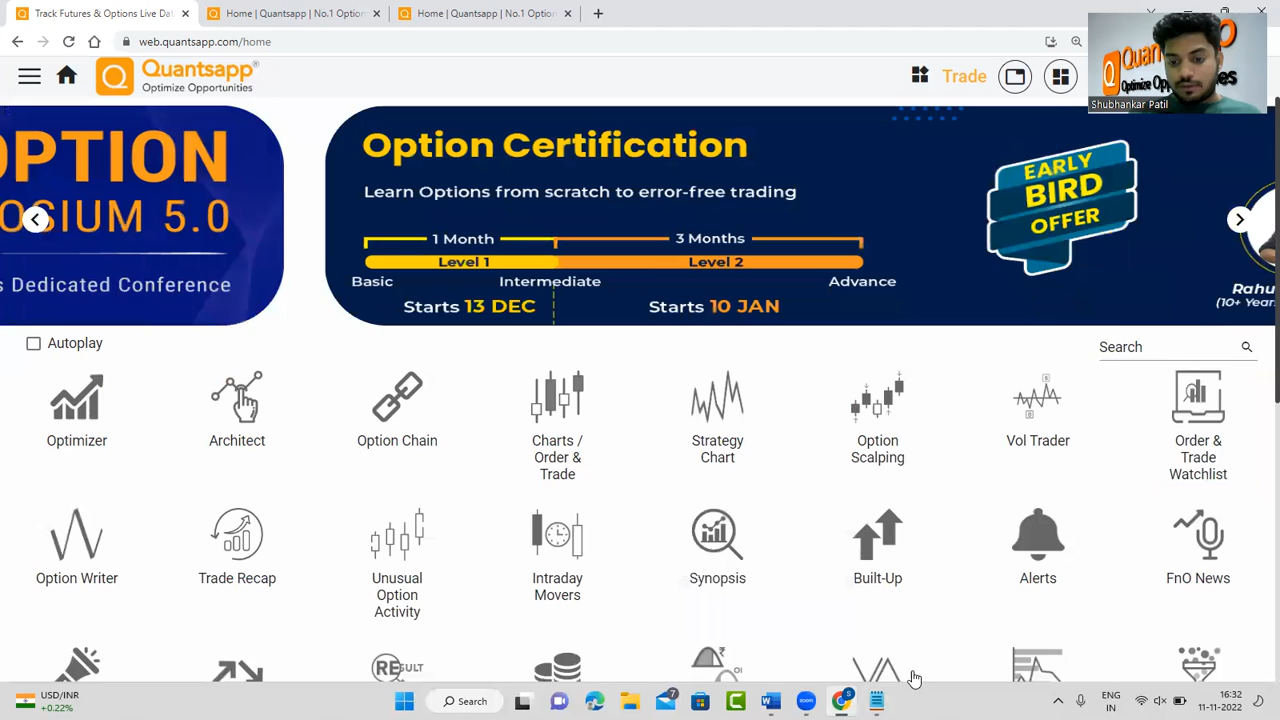 Track Futures & Options Live Da
Home | Quantsapp | No.1 Option
Home | Quantsapp | No.1 Option
web.quantsapp.com/home
Quantsapp®
Optimize Opportunities
Trade
Shubhankar Patil
OPTION
OSIUM 5.0
s Dedicated Conference
Option Certification
Learn Options from scratch to error-free trading
1 Month
3 Months
Level 1
Level 2
Basic
Intermediate
Advance
Starts 13 DEC
Starts 10 JAN
EARLY
BIRD
OFFER
Rahu
(10+ Year
Autoplay
Search
Optimizer
Architect
Option Chain
Charts /
Order &
Trade
Strategy
Chart
Option
Scalping
Vol Trader
Order &
Trade
Watchlist
Option Writer
Trade Recap
Unusual
Option
Activity
Intraday
Movers
Synopsis
Built-Up
Alerts
FnO News
RESULT
USD/INR
+0.22%
Search
7
S
ENG
IN
16:32
11-11-2022